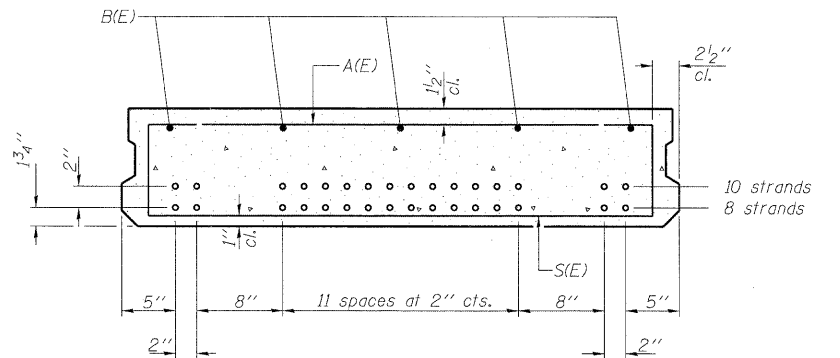 B(E)
A(E)
1½" cl.
2½" cl.
1¾"
2"
10 strands
8 strands
1" cl.
S(E)
5"
8"
11 spaces at 2" cts.
8"
5"
2"
2"